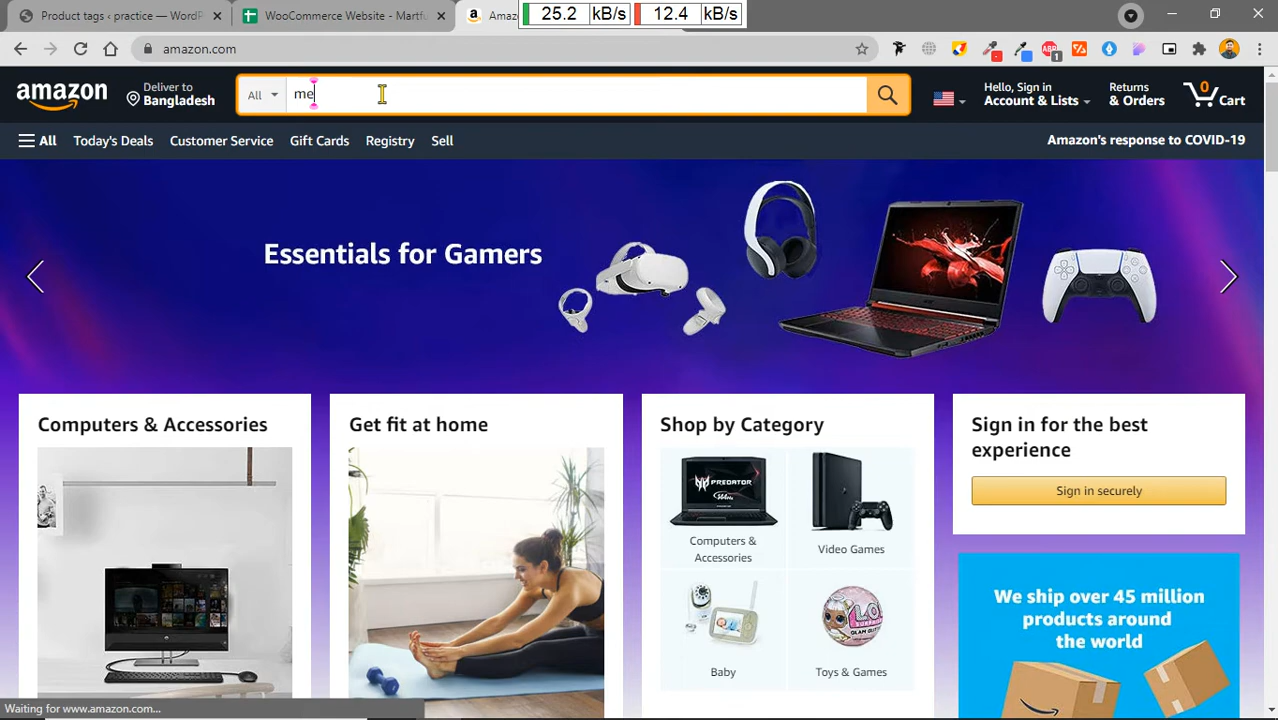 Product tags ‹ practice — WordP
WooCommerce Website - Martfu
Amaz
25.2 kB/s 12.4 kB/s
amazon.com
1
amazon
Deliver to
Bangladesh
All
me
Hello, Sign in
Account & Lists
Returns
& Orders
0
Cart
All
Today's Deals
Customer Service
Gift Cards
Registry
Sell
Amazon's response to COVID-19
Essentials for Gamers
Computers & Accessories
Get fit at home
Shop by Category
Sign in for the best
experience
PREDATOR
Sign in securely
Computers &
Accessories
Video Games
Baby
Toys & Games
We ship over 45 million
products around
the world
Waiting for www.amazon.com...